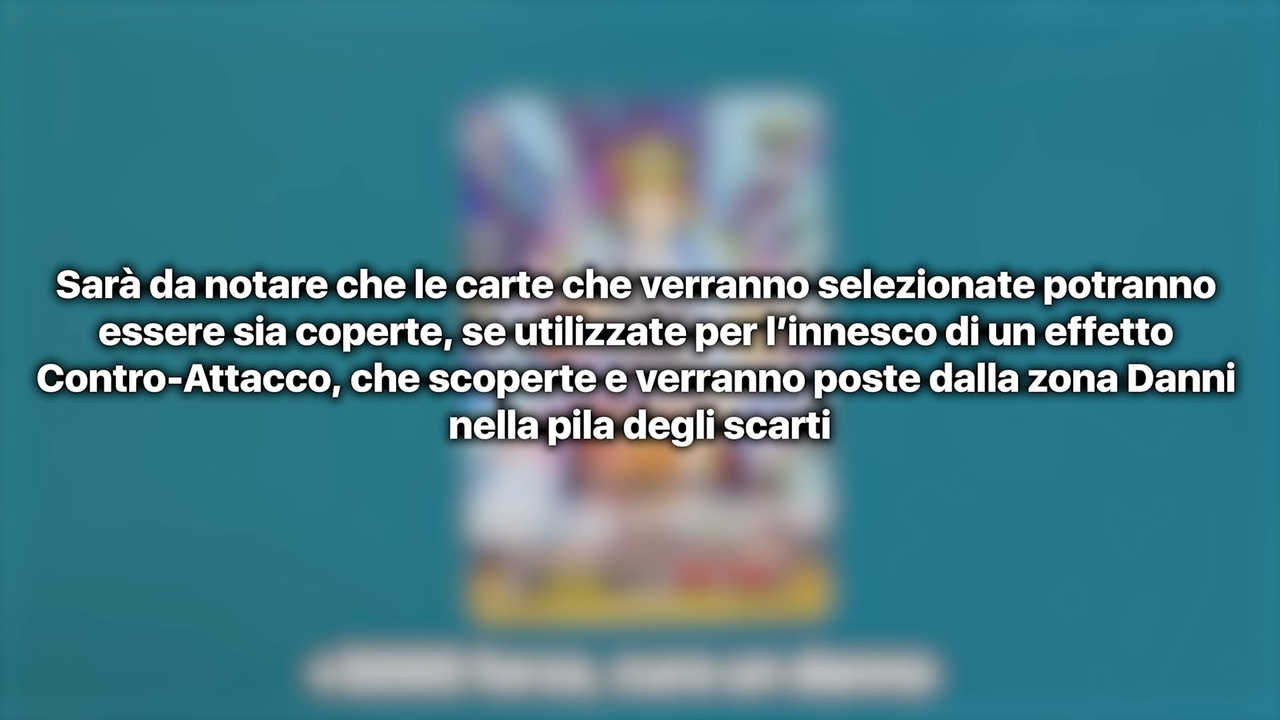 Sarà da notare che le carte che verranno selezionate potranno
essere sia coperte, se utilizzate per l’innesco di un effetto
Contro-Attacco, che scoperte e verranno poste dalla zona Danni
nella pila degli scarti